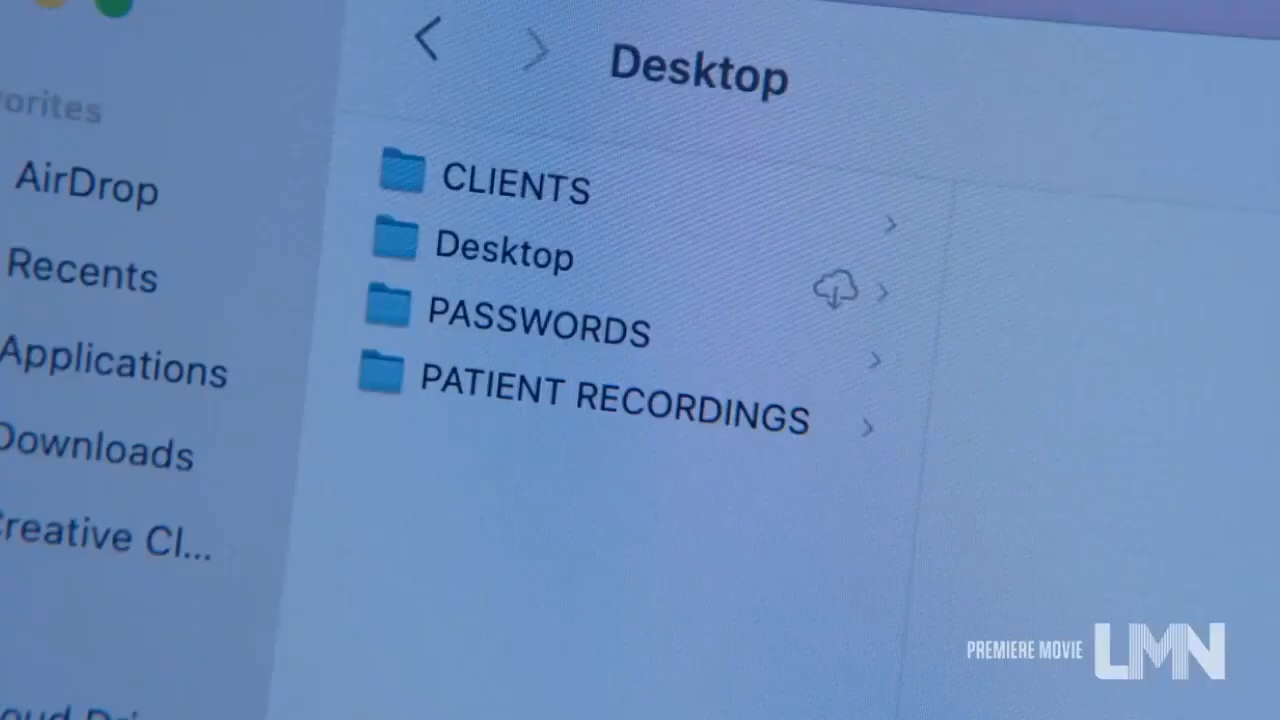 Desktop
orites
AirDrop
Recents
Applications
Downloads
Creative Cl...
CLIENTS
Desktop
PASSWORDS
PATIENT RECORDINGS
PREMIERE MOVIE LMN